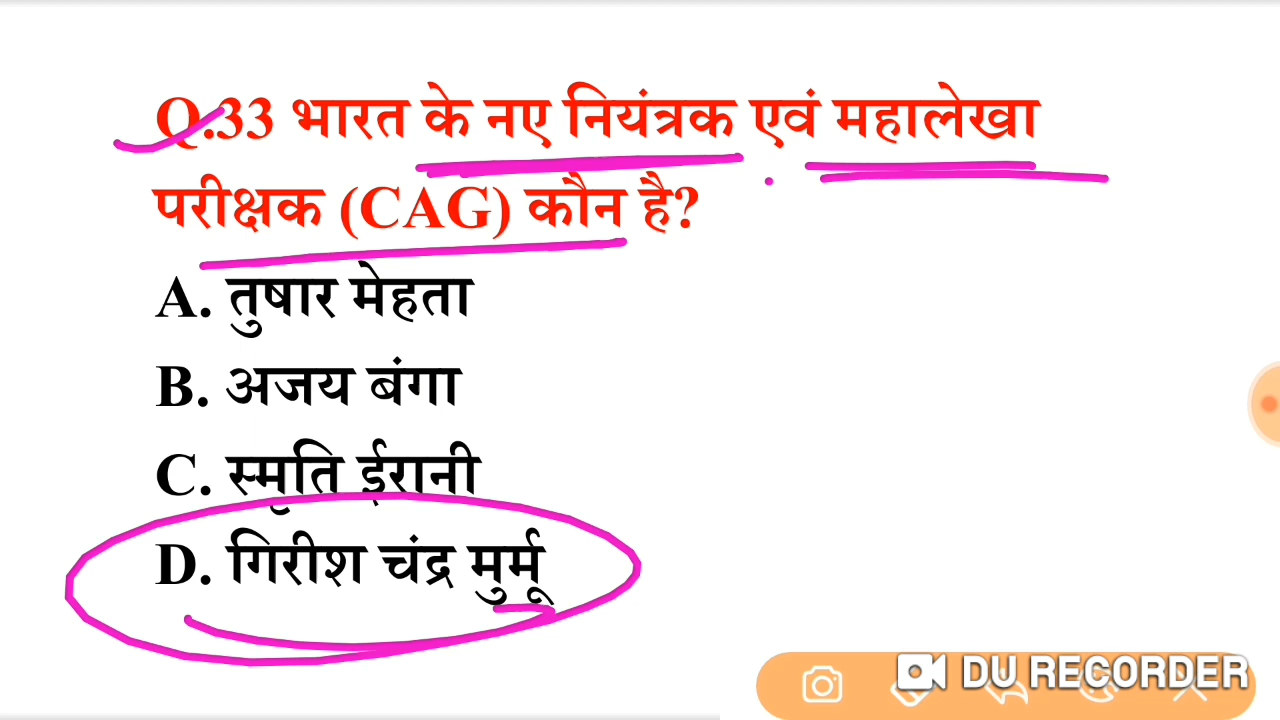 Q.33 भारत के नए नियंत्रक एवं महालेखा
परीक्षक (CAG) कौन है?
A. तुषार मेहता
B. अजय बंगा
C. स्मृति ईरानी
D. गिरीश चंद्र मुर्मू
DU RECORDER